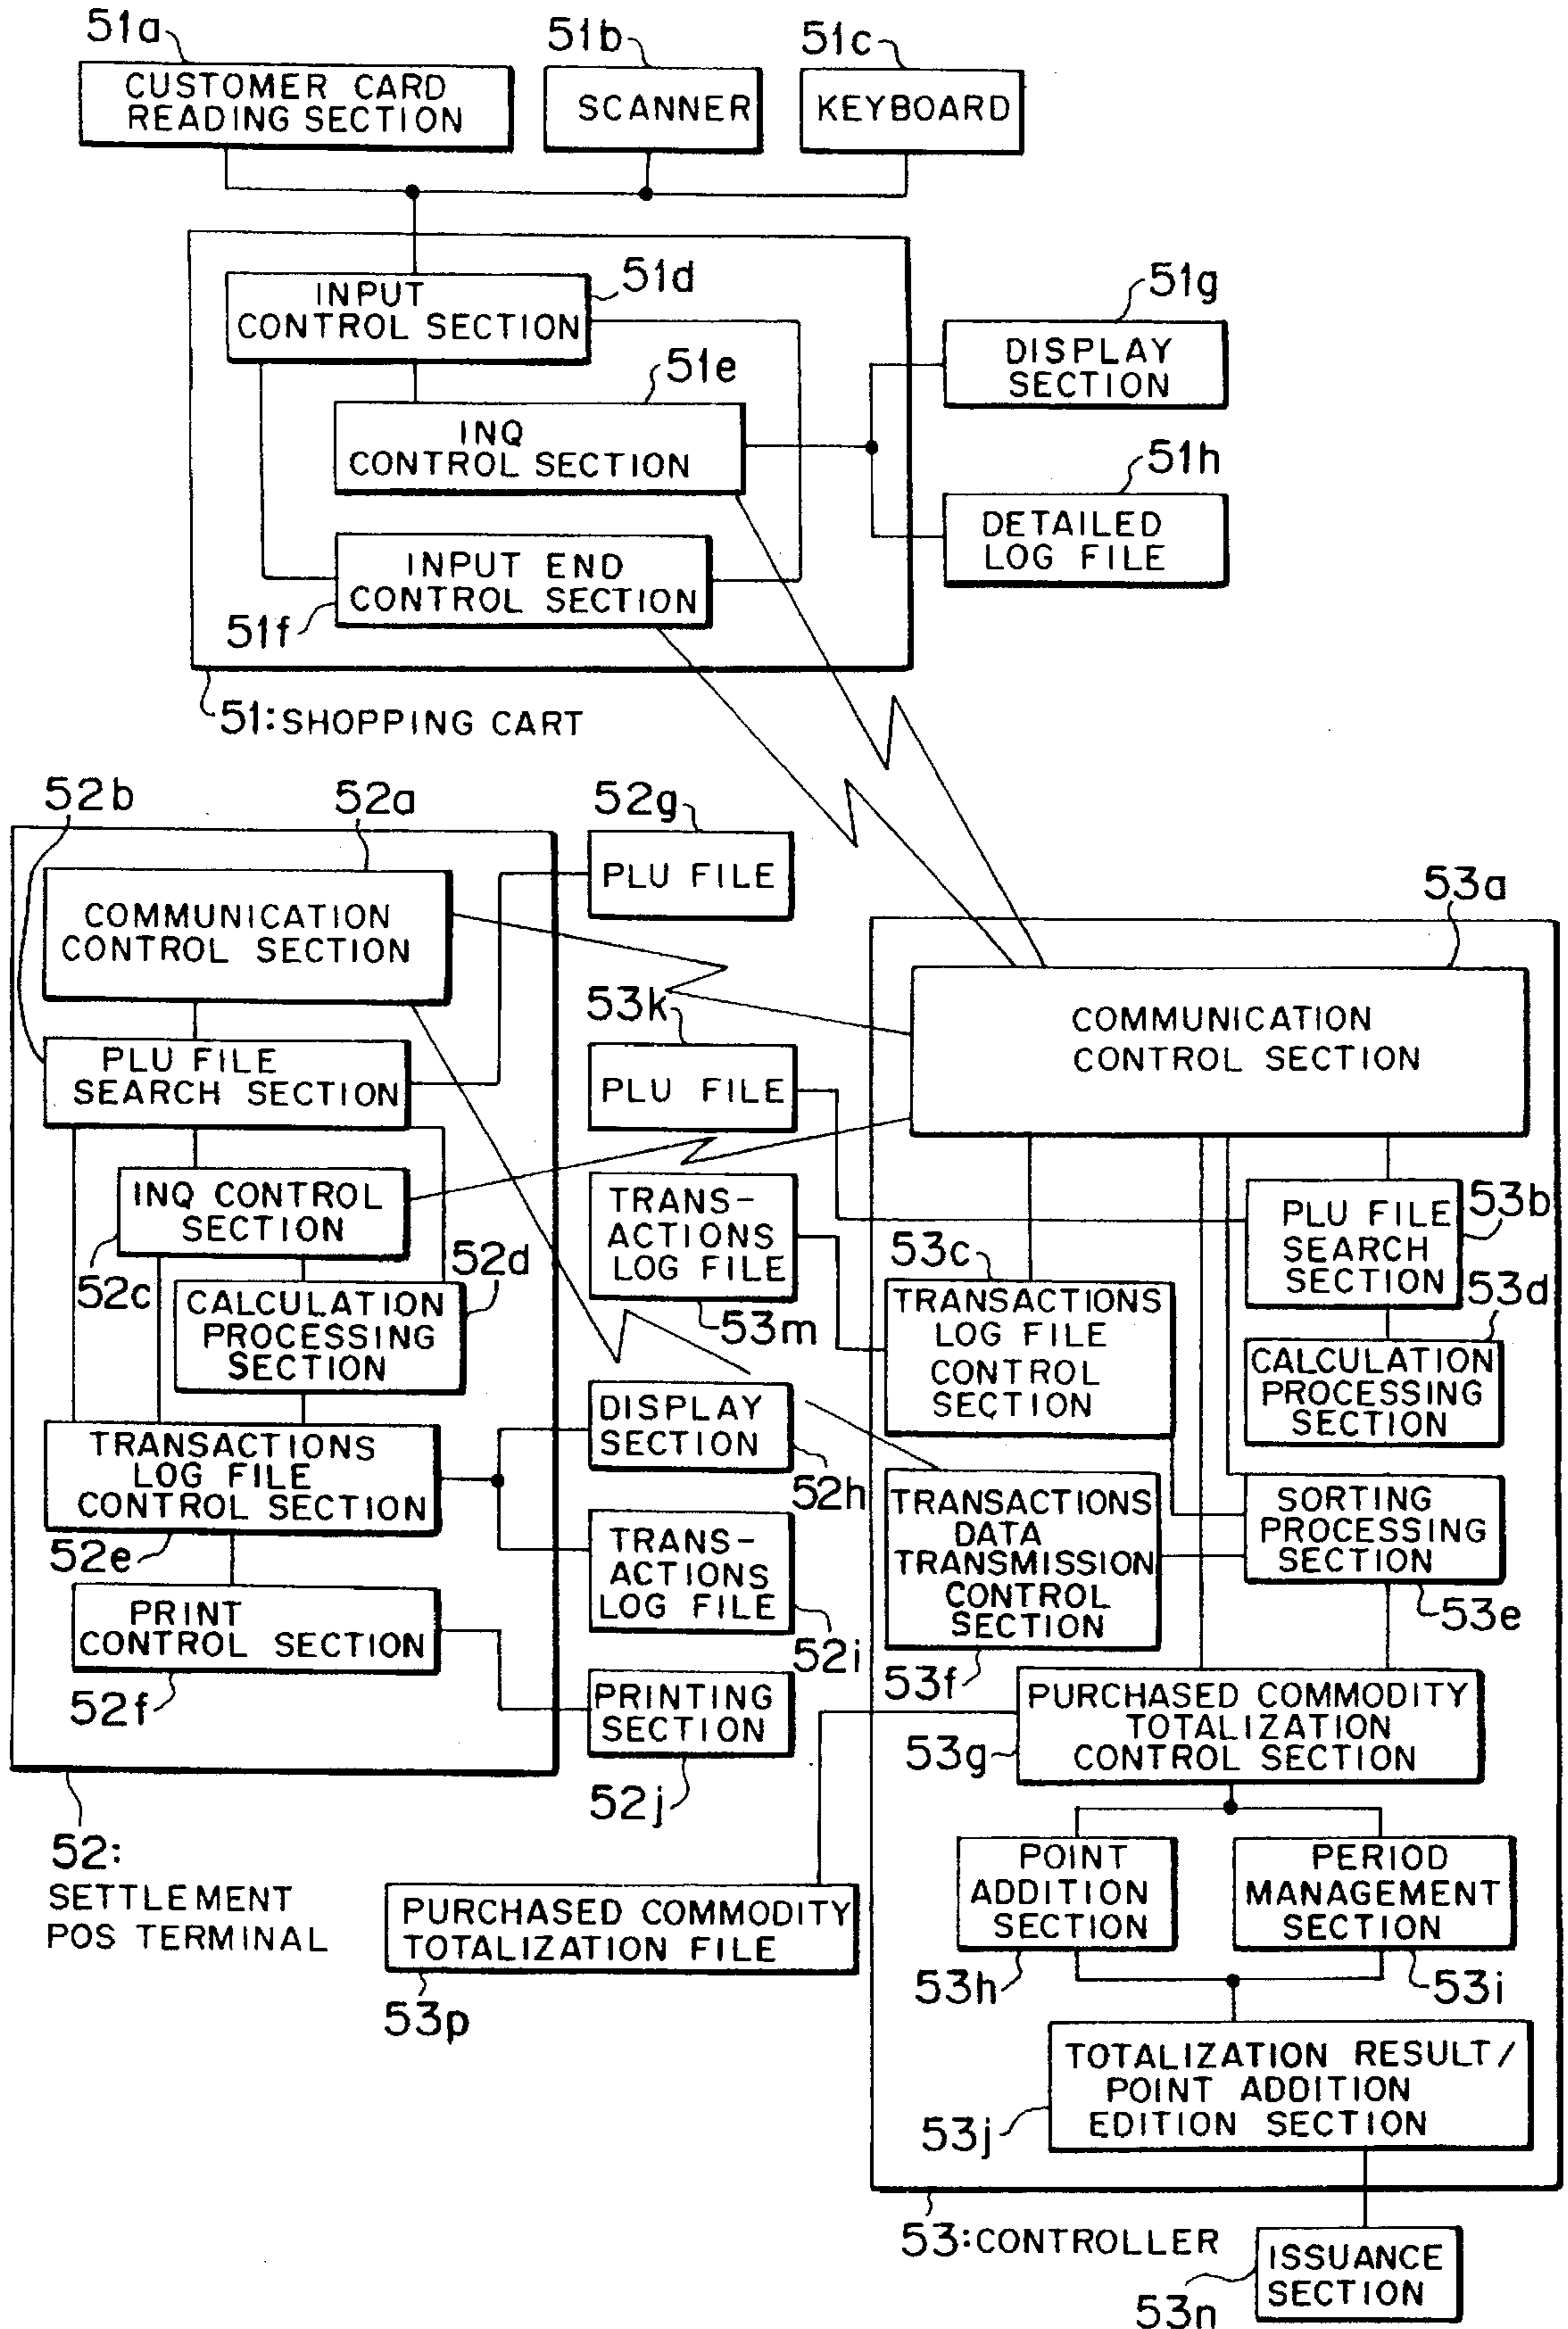 51a
CUSTOMER CARD
READING SECTION
51b
SCANNER
51c
KEYBOARD
51d
INPUT
CONTROL SECTION
51e
INQ
CONTROL SECTION
51f
INPUT END
CONTROL SECTION
51g
DISPLAY
SECTION
51h
DETAILED
LOG FILE
51:SHOPPING CART
52b
52a
COMMUNICATION
CONTROL SECTION
PLU FILE
SEARCH SECTION
INQ CONTROL
SECTION
52c
52d
CALCULATION
PROCESSING
SECTION
TRANSACTIONS
LOG FILE
CONTROL SECTION
52e
PRINT
CONTROL SECTION
52f
52:
SETTLEMENT
POS TERMINAL
52g
PLU FILE
53k
PLU FILE
TRANS-
ACTIONS
LOG FILE
53m
DISPLAY
SECTION
52h
TRANS-
ACTIONS
LOG FILE
52i
PRINTING
SECTION
52j
PURCHASED COMMODITY
TOTALIZATION FILE
53p
53a
COMMUNICATION
CONTROL SECTION
53b
PLU FILE
SEARCH
SECTION
53c
TRANSACTIONS
LOG FILE
CONTROL
SECTION
53d
CALCULATION
PROCESSING
SECTION
SORTING
PROCESSING
SECTION
53e
TRANSACTIONS
DATA
TRANSMISSION
CONTROL
SECTION
53f
PURCHASED COMMODITY
TOTALIZATION
CONTROL SECTION
53g
POINT
ADDITION
SECTION
53h
PERIOD
MANAGEMENT
SECTION
53i
TOTALIZATION RESULT/
POINT ADDITION
EDITION SECTION
53j
53:CONTROLLER
ISSUANCE
SECTION
53n